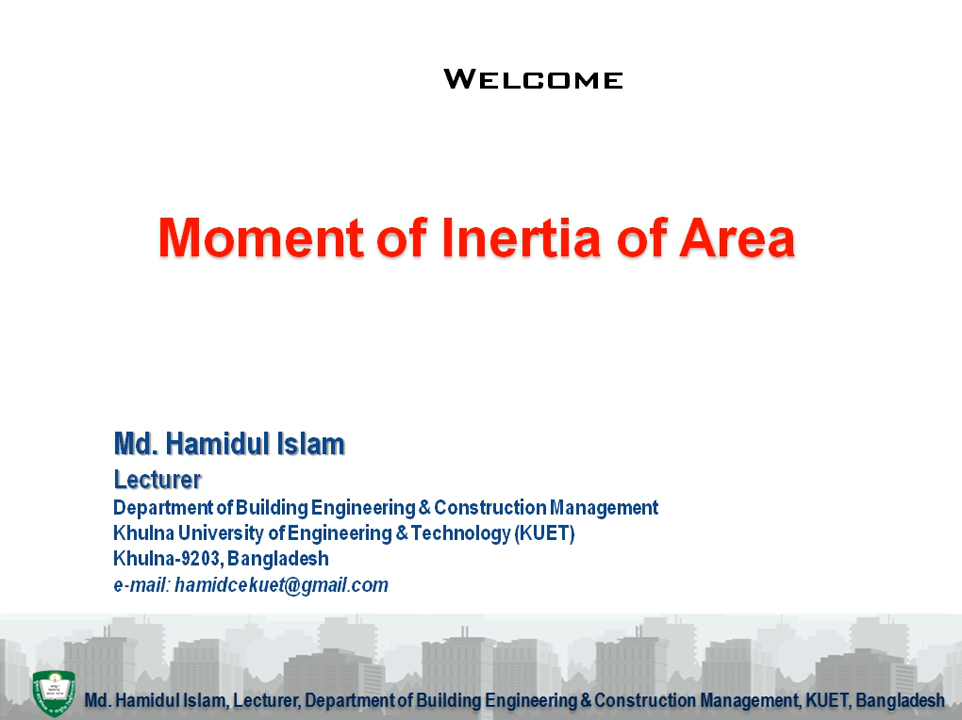 WELCOME
Moment of Inertia of Area
Md. Hamidul Islam
Lecturer
Department of Building Engineering & Construction Management
Khulna University of Engineering & Technology (KUET)
Khulna-9203, Bangladesh
e-mail: hamidcekuet@gmail.com
Md. Hamidul Islam, Lecturer, Department of Building Engineering & Construction Management, KUET, Bangladesh